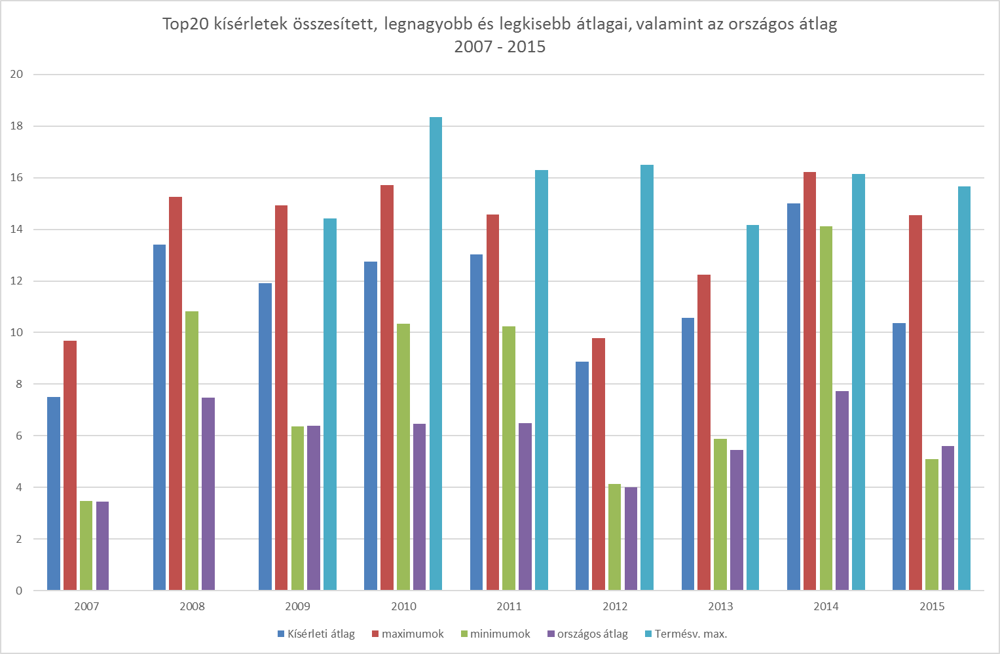 Top20 kísérletek összesített, legnagyobb és legkisebb átlagai, valamint az országos átlag
2007 - 2015
20
18
16
14
12
10
8
6
4
2
0
2007 2008 2009 2010 2011 2012 2013 2014 2015
Kísérleti átlag maximumok minimumok országos átlag Termésv. max.